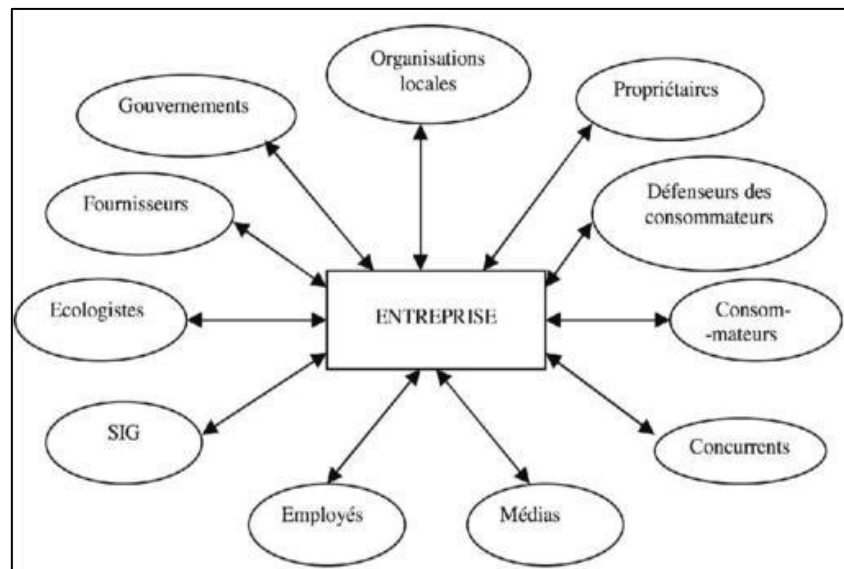 Organisations
locales
Propriétaires
Gouvernements
Défenseurs des
consommateurs
Fournisseurs
Ecologistes
ENTREPRISE
Consom-
-mateurs
SIG
Concurrents
Employés
Médias